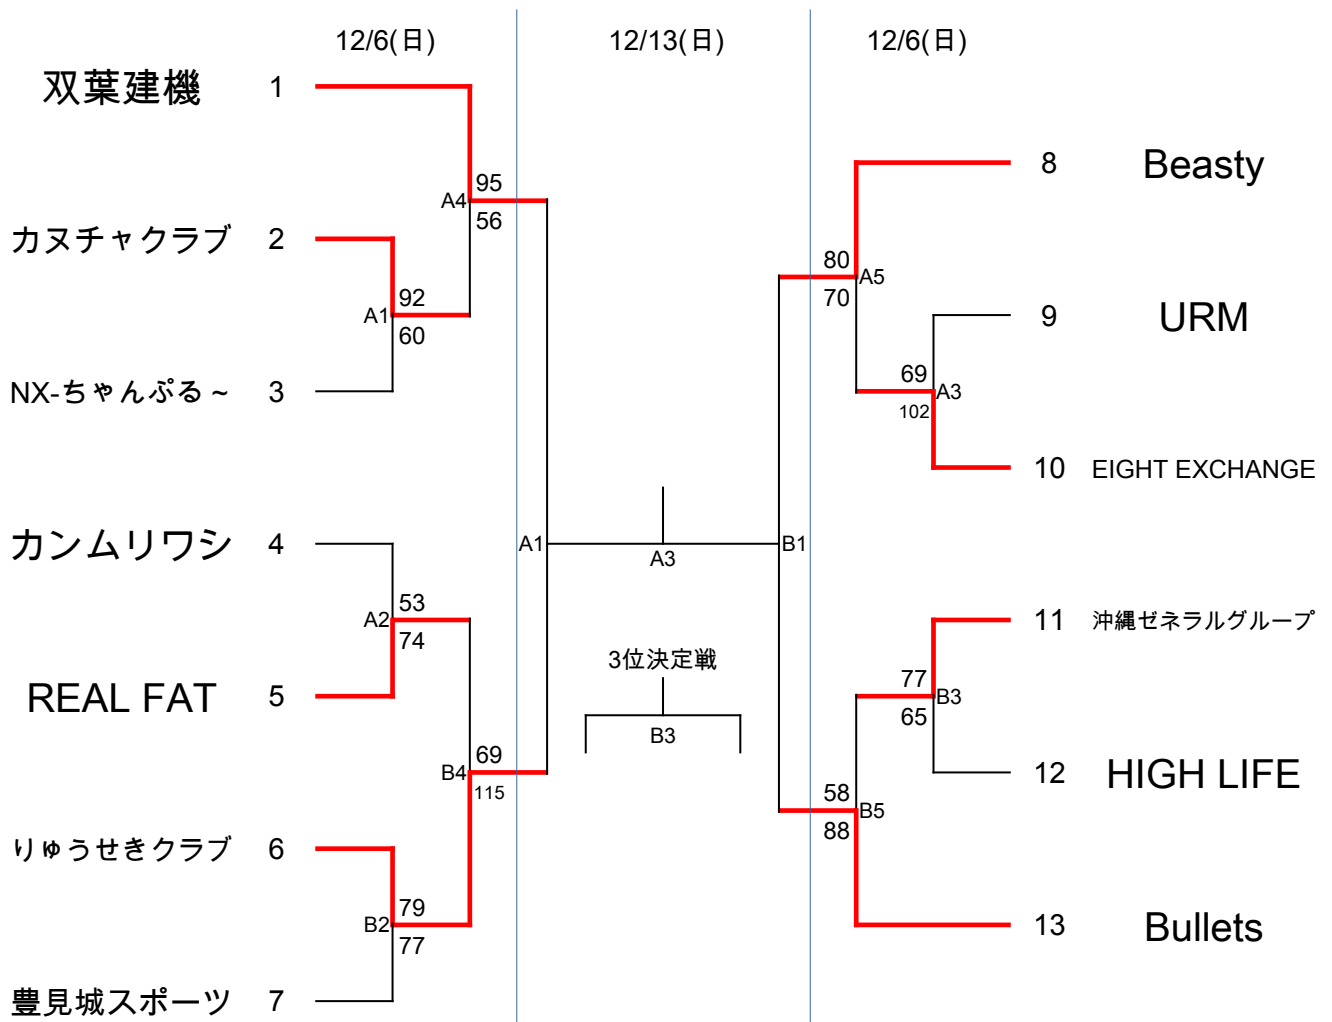 12/6(日)
12/13(日)
12/6(日)
双葉建機 1
8 Beasty
A4 95
56
カヌチャクラブ 2
80
A5
70
A1 92
60
9 URM
NX-ちゃんぷる~ 3
69
A3
102
10 EIGHT EXCHANGE
カンムリワシ 4
A1
A3
B1
A2 53
74
11 沖縄ゼネラルグループ
3位決定戦
REAL FAT 5
77
B3
65
B3
B4 69
115
12 HIGH LIFE
58
B5
88
りゅうせきクラブ 6
B2 79
77
13 Bullets
豊見城スポーツ 7